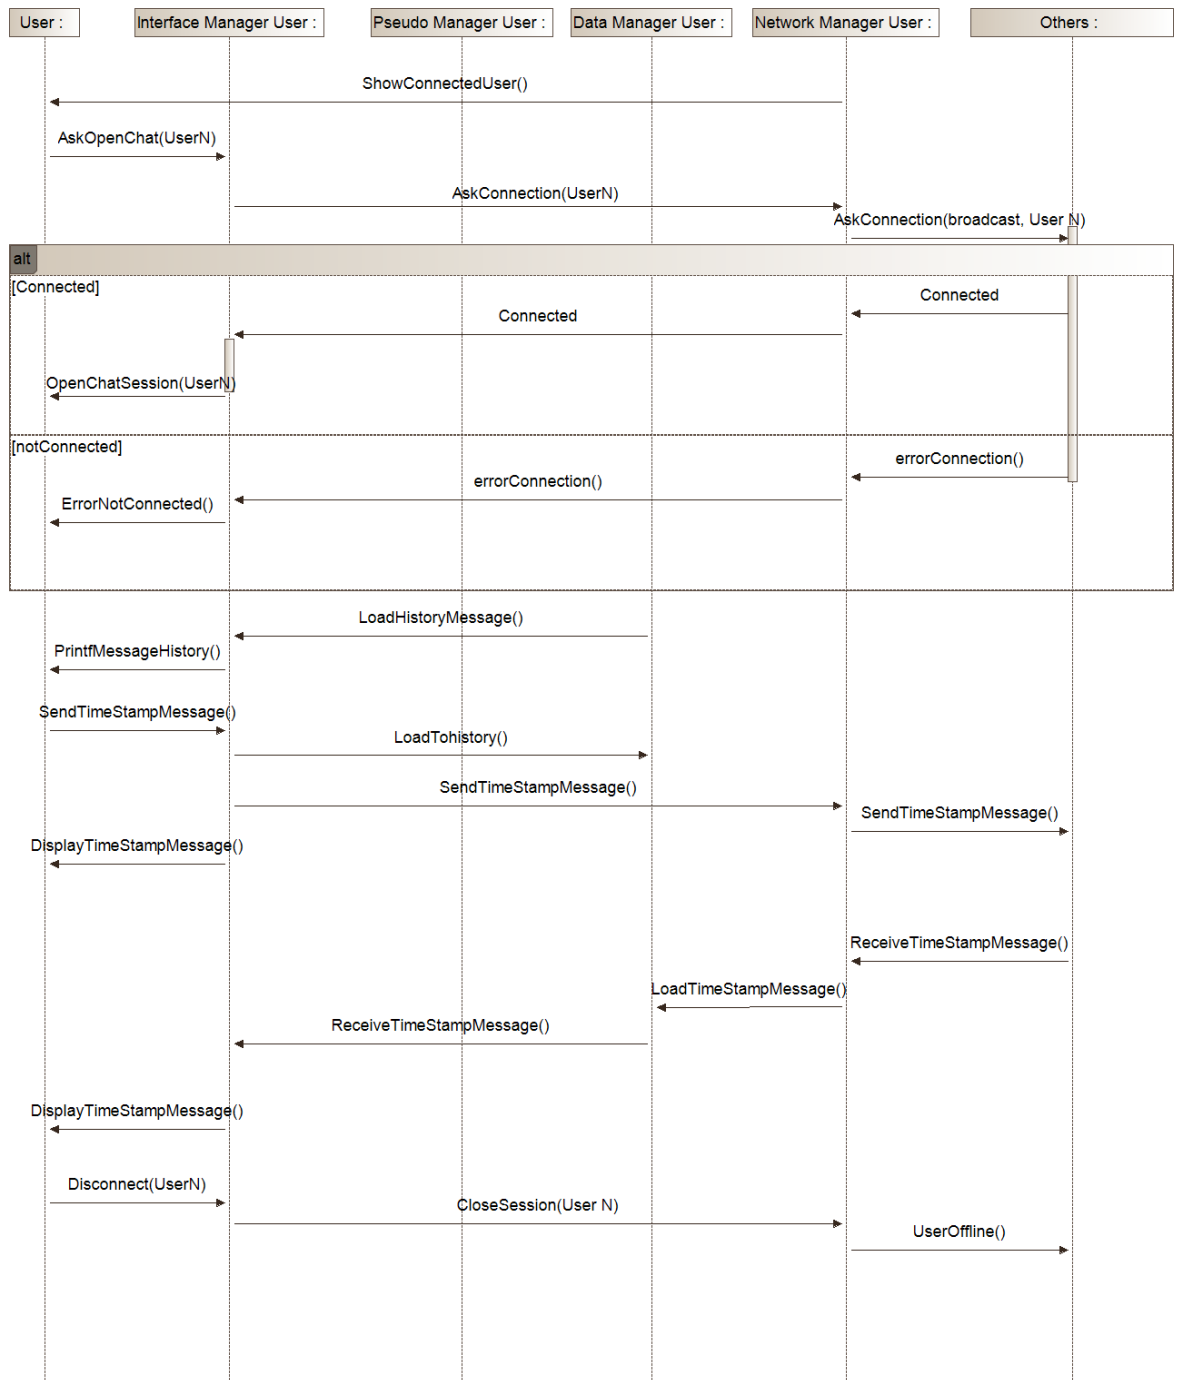 User :
Interface Manager User :
Pseudo Manager User :
Data Manager User :
Network Manager User :
Others :
ShowConnectedUser()
AskOpenChat(UserN)
AskConnection(UserN)
AskConnection(broadcast, User N)
alt
[Connected]
Connected
Connected
OpenChatSession(UserN)
[notConnected]
errorConnection()
errorConnection()
ErrorNotConnected()
LoadHistoryMessage()
PrintfMessageHistory()
SendTimeStampMessage()
LoadTohistory()
SendTimeStampMessage()
SendTimeStampMessage()
DisplayTimeStampMessage()
ReceiveTimeStampMessage()
LoadTimeStampMessage()
ReceiveTimeStampMessage()
DisplayTimeStampMessage()
Disconnect(UserN)
CloseSession(User N)
UserOffline()